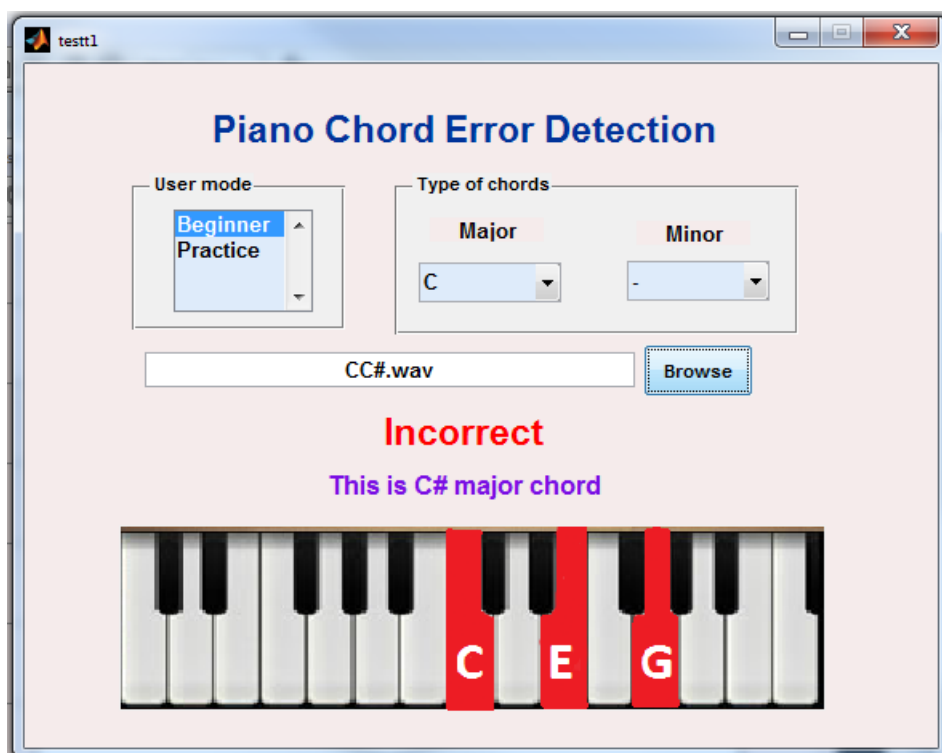 testt1
Piano Chord Error Detection
User mode
Type of chords
Beginner
Practice
Major
Minor
C
-
CC#.wav
Browse
Incorrect
This is C# major chord
C E G